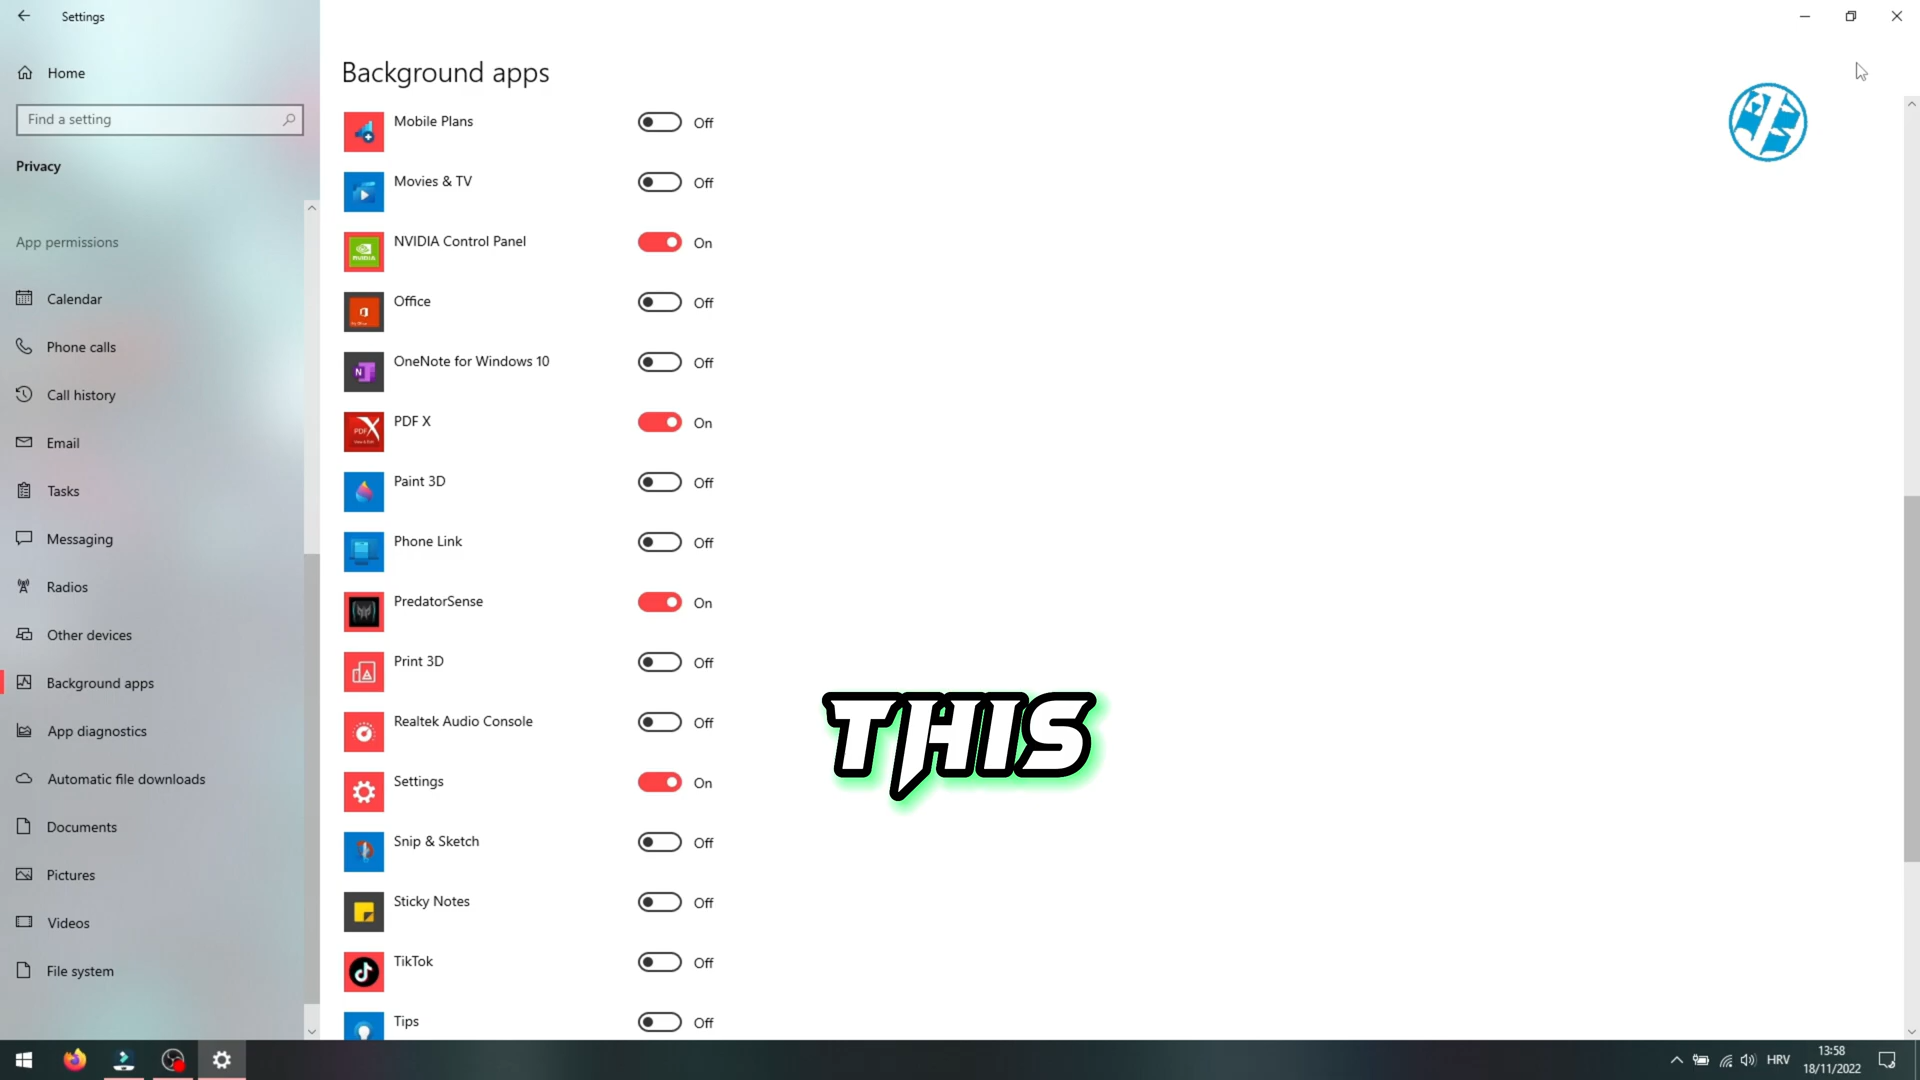 Settings
Home
Find a setting
Privacy
App permissions
Calendar
Phone calls
Call history
Email
Tasks
Messaging
Radios
Other devices
Background apps
App diagnostics
Automatic file downloads
Documents
Pictures
Videos
File system
Background apps
Mobile Plans Off
Movies & TV Off
NVIDIA Control Panel On
Office Off
OneNote for Windows 10 Off
PDF X On
Paint 3D Off
Phone Link Off
PredatorSense On
Print 3D Off
Realtek Audio Console Off
Settings On
Snip & Sketch Off
Sticky Notes Off
TikTok Off
Tips Off
THIS
HRV
13:58
18/11/2022